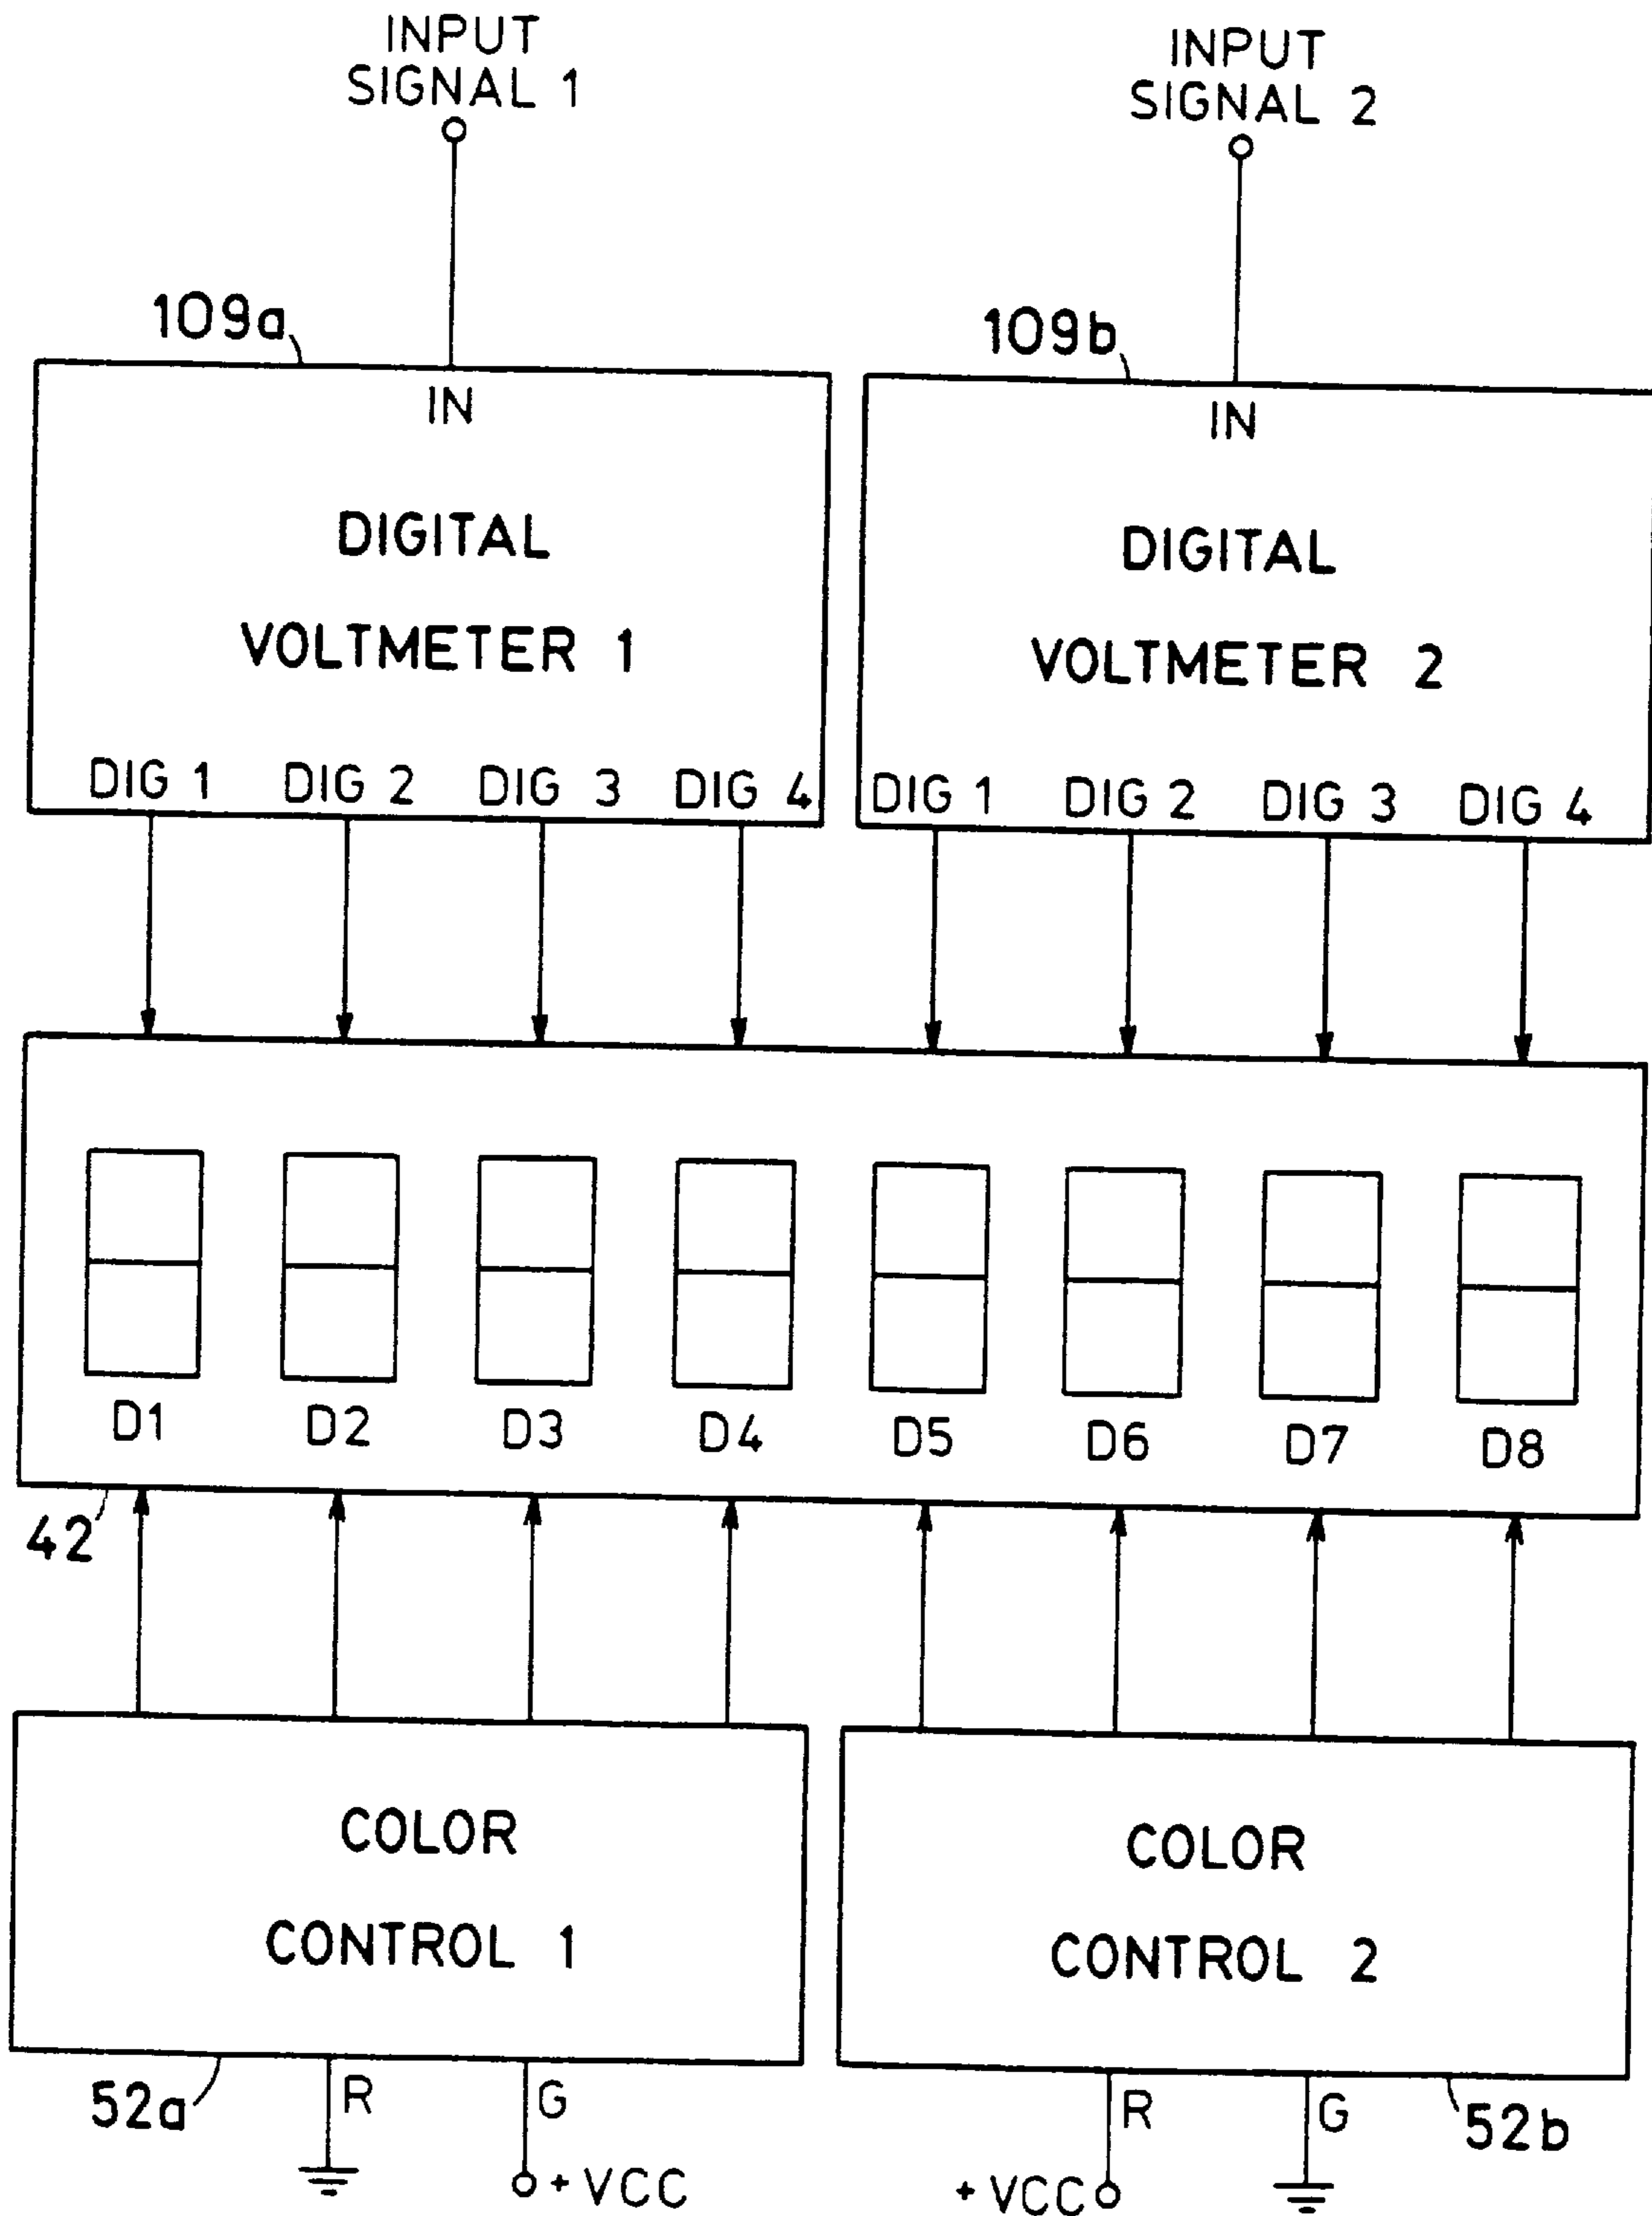 INPUT
SIGNAL 1
INPUT
SIGNAL 2
109a
109b
IN
IN
DIGITAL
VOLTMETER 1
DIGITAL
VOLTMETER 2
DIG 1 DIG 2 DIG 3 DIG 4
DIG 1 DIG 2 DIG 3 DIG 4
D1 D2 D3 D4 D5 D6 D7 D8
42
COLOR
CONTROL 1
COLOR
CONTROL 2
52a
R
G
R
G
52b
+ VCC
+ VCC